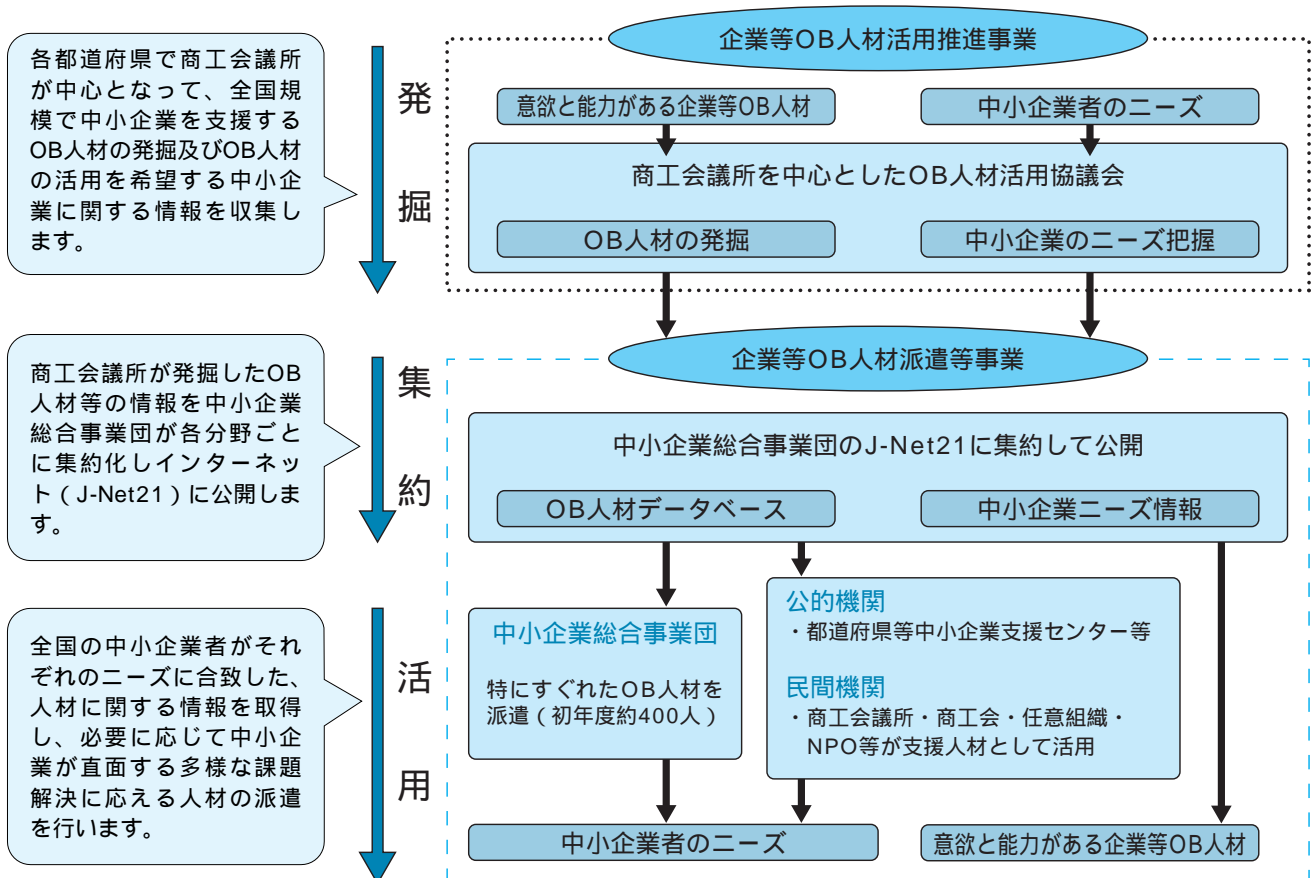 企業等OB人材活用推進事業
各都道府県で商工会議所
が中心となって、全国規
模で中小企業を支援する
OB人材の発掘及びOB人材
の活用を希望する中小企
業に関する情報を収集し
ます。
発
掘
意欲と能力がある企業等OB人材
中小企業者のニーズ
商工会議所を中心としたOB人材活用協議会
OB人材の発掘
中小企業のニーズ把握
企業等OB人材派遣等事業
商工会議所が発掘したOB
人材等の情報を中小企業
総合事業団が各分野ごと
に集約化しインターネッ
ト（J-Net21）に公開しま
す。
集
約
中小企業総合事業団のJ-Net21に集約して公開
OB人材データベース
中小企業ニーズ情報
全国の中小企業者がそれ
ぞれのニーズに合致した、
人材に関する情報を取得
し、必要に応じて中小企
業が直面する多様な課題
解決に応える人材の派遣
を行います。
活
用
中小企業総合事業団
特にすぐれたOB人材を
派遣（初年度約400人）
公的機関
・都道府県等中小企業支援センター等
民間機関
・商工会議所・商工会・任意組織・
NPO等が支援人材として活用
中小企業者のニーズ
意欲と能力がある企業等OB人材